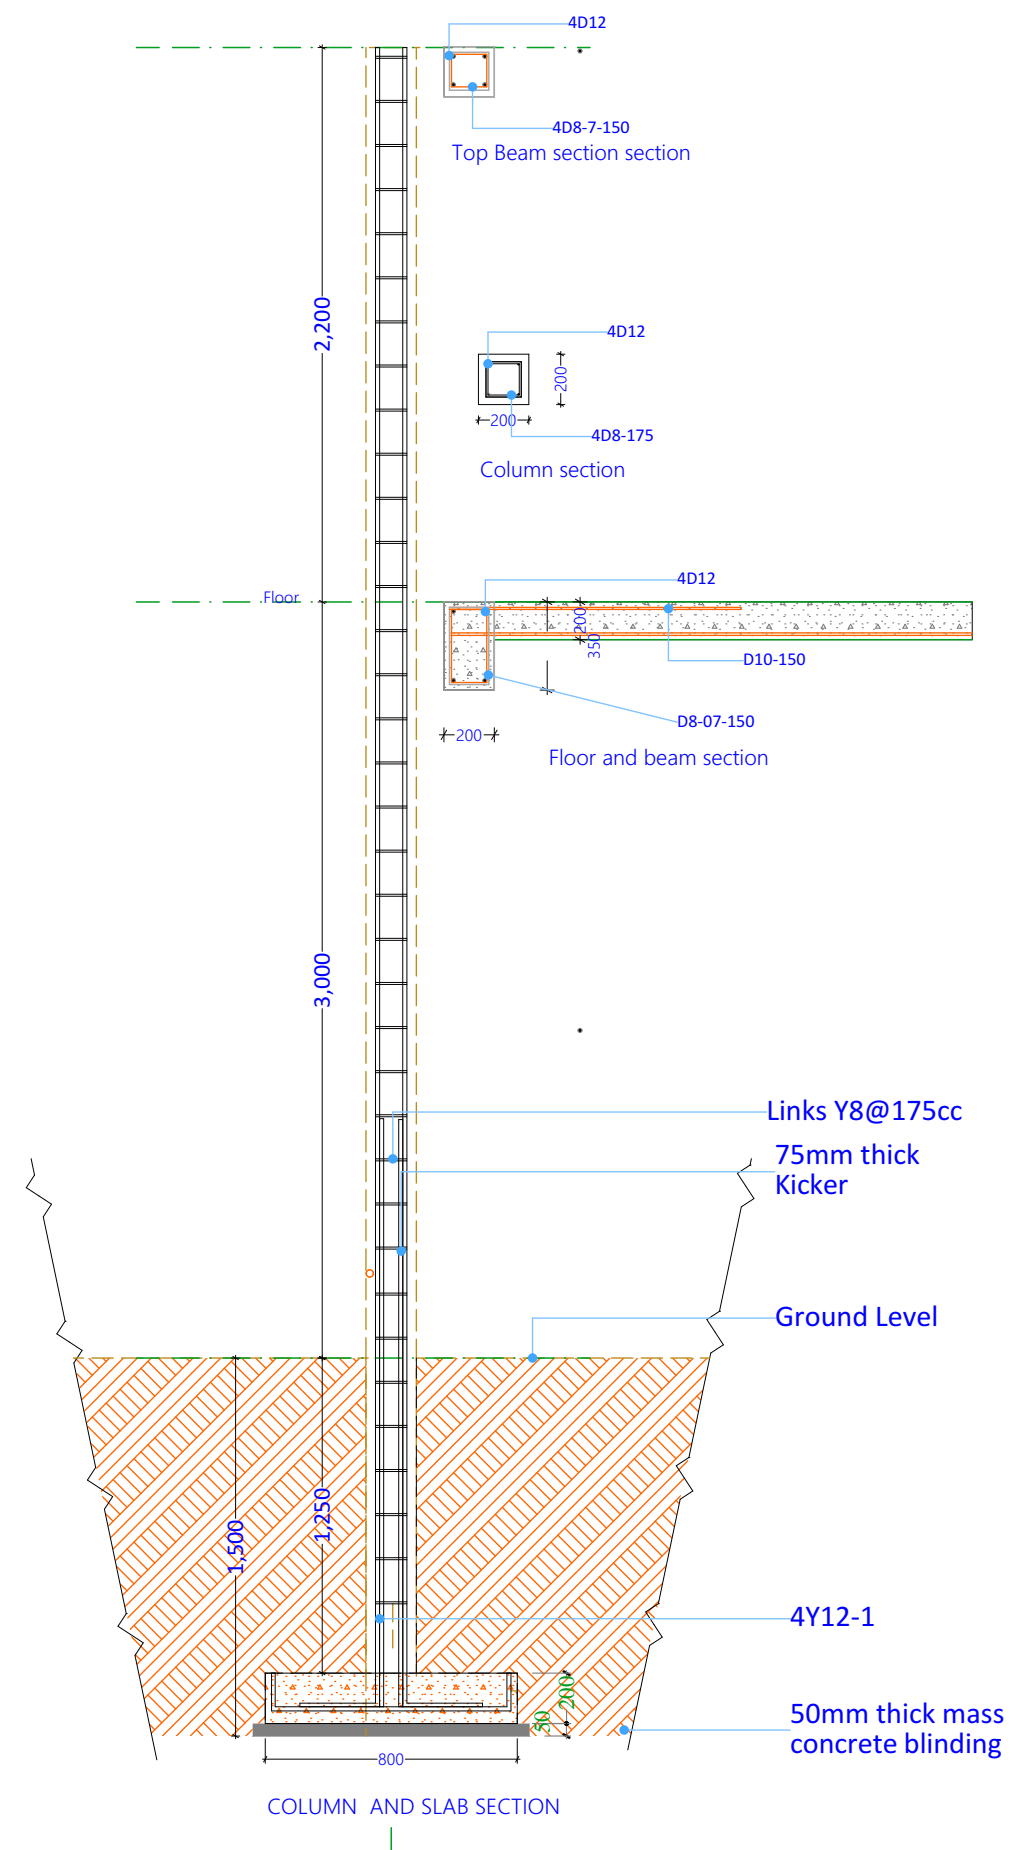 4D12
4D8-7-150
Top Beam section section
2,200
4D12
200
200
4D8-175
Column section
4D12
Floor
200
350
D10-150
D8-07-150
200
Floor and beam section
3,000
Links Y8@175cc
75mm thick
Kicker
Ground Level
1,250
1,500
4Y12-1
200
50
50mm thick mass
concrete blinding
800
COLUMN AND SLAB SECTION